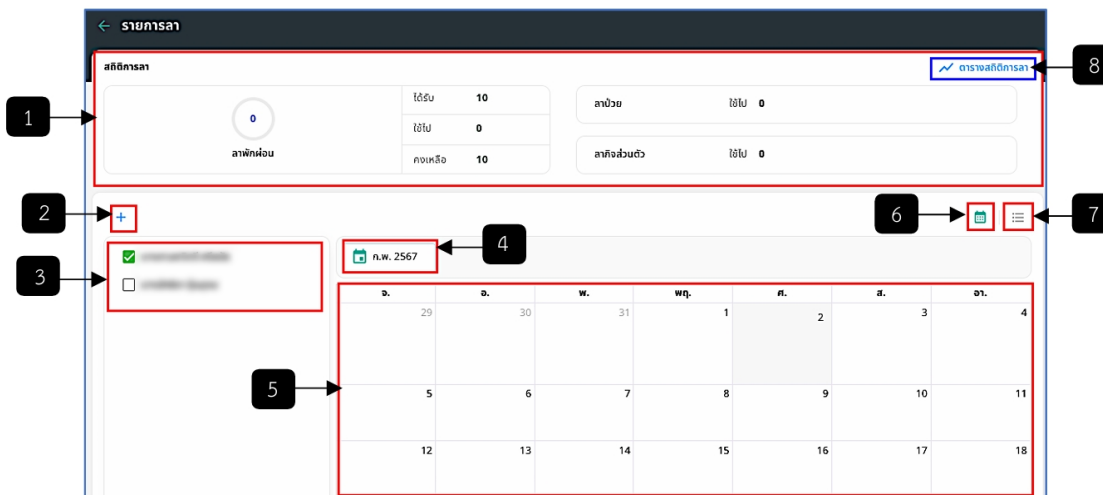 รายการลา
สถิติการลา
ตารางสถิติการลา
8
1
0
ลาพักผ่อน
ได้รับ 10
ใช้ไป 0
คงเหลือ 10
ลาป่วย ใช้ไป 0
ลากิจส่วนตัว ใช้ไป 0
2
+
6
7
3
4
ก.พ. 2567
5
จ. อ. พ. พฤ. ศ. ส. อา.
29 30 31 1 2 3 4
5 6 7 8 9 10 11
12 13 14 15 16 17 18